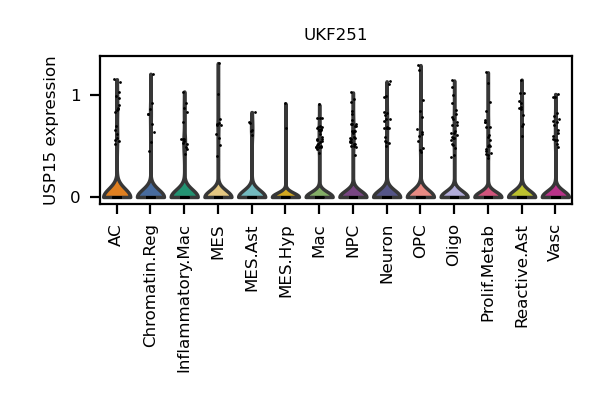 UKF251
USP15 expression
1
0
AC
Chromatin.Reg
Inflammatory.Mac
MES
MES.Ast
MES.Hyp
Mac
NPC
Neuron
OPC
Oligo
Prolif.Metab
Reactive.Ast
Vasc